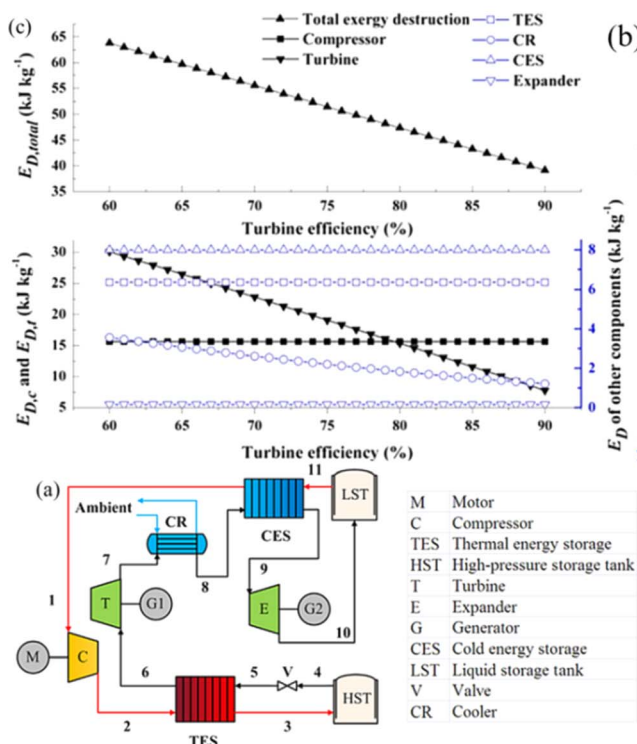 (c)
Total exergy destruction
Compressor
Turbine
TES
CR
CES
Expander
(b)
E_{D,total} (kJ kg^{-1})
65
60
55
50
45
40
35
60 65 70 75 80 85 90
Turbine efficiency (%)
E_{D,c} and E_{D,t} (kJ kg^{-1})
30
25
20
15
10
5
8
6
4
2
0
E_D of other components (kJ kg^{-1})
60 65 70 75 80 85 90
Turbine efficiency (%)
(a)
Ambient
CR
7
8
11
LST
CES
9
1
T
G1
E
G2
10
M
C
6
5
V
4
HST
2
3
TES
M Motor
C Compressor
TES Thermal energy storage
HST High-pressure storage tank
T Turbine
E Expander
G Generator
CES Cold energy storage
LST Liquid storage tank
V Valve
CR Cooler